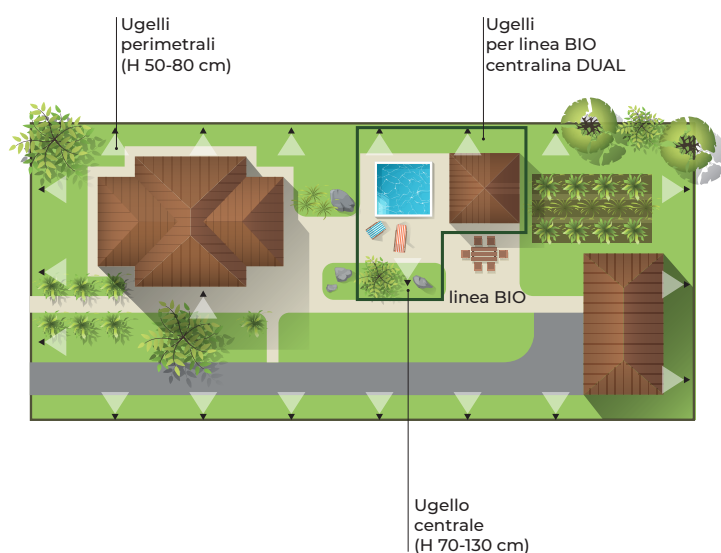 Ugelli
perimetrali
(H 50-80 cm)
Ugelli
per linea BIO
centralina DUAL
linea BIO
Ugello
centrale
(H 70-130 cm)